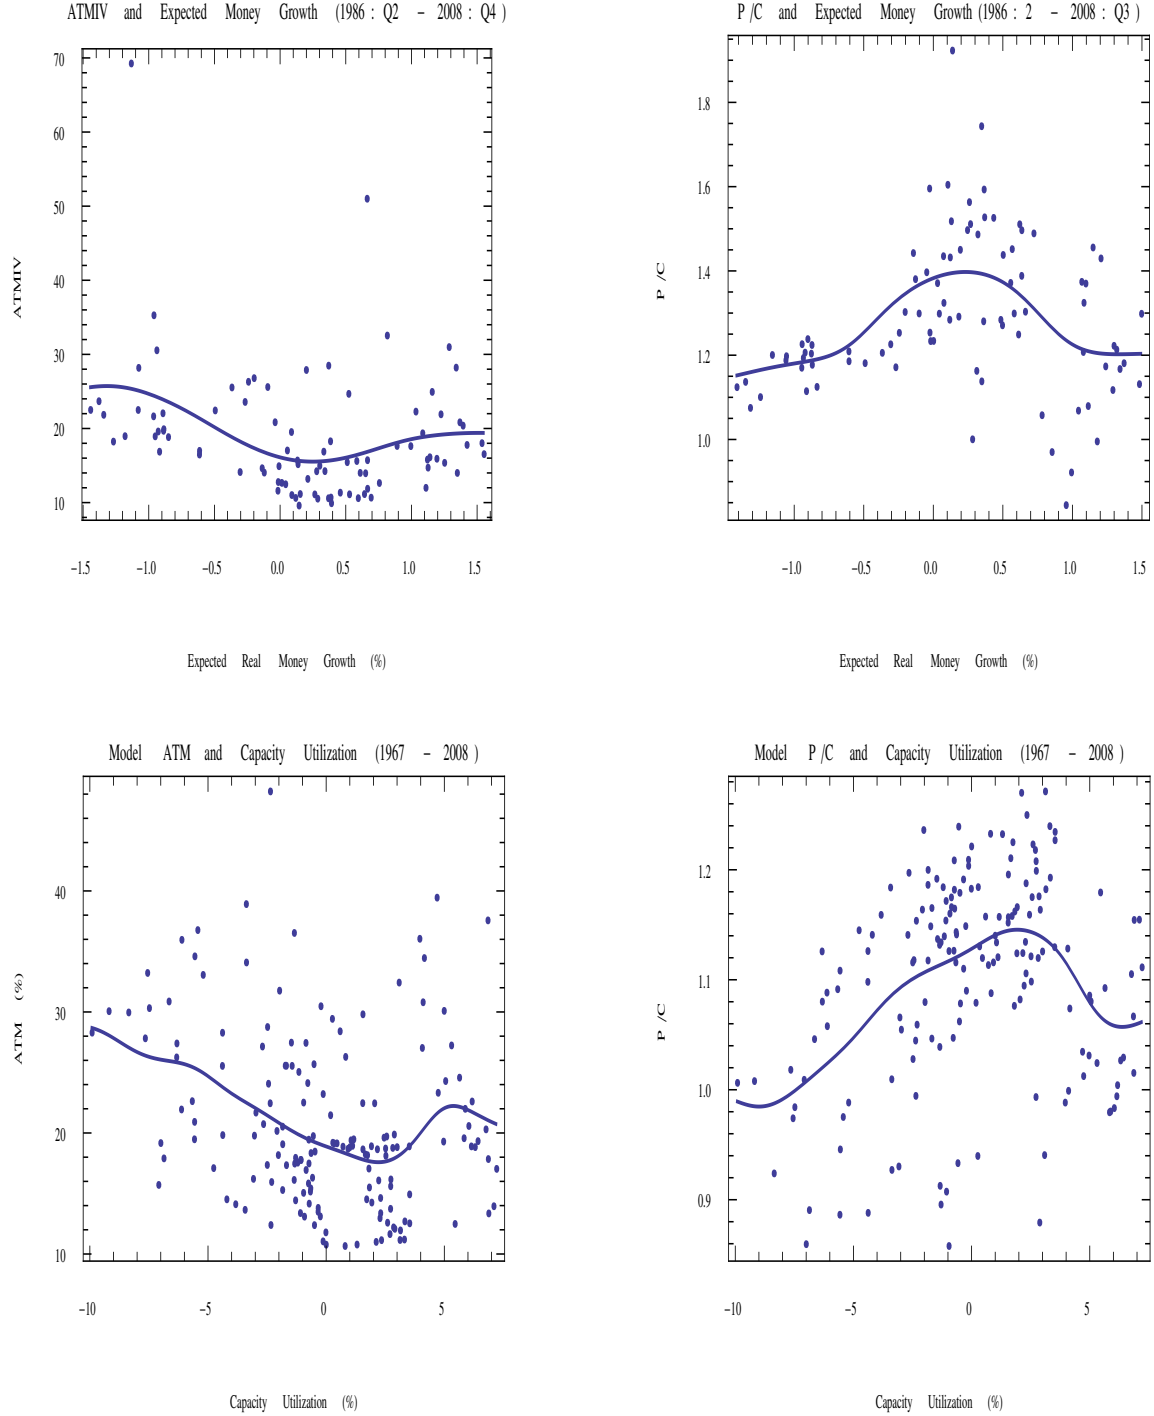 ATMIV and Expected Money Growth (1986 : Q2 – 2008 : Q4 )
70
60
50
40
30
20
10
ATMIV
−1.5 −1.0 −0.5 0.0 0.5 1.0 1.5
Expected Real Money Growth (%)
P /C and Expected Money Growth (1986 : 2 – 2008 : Q3 )
1.8
1.6
1.4
1.2
1.0
P /C
−1.0 −0.5 0.0 0.5 1.0 1.5
Expected Real Money Growth (%)
Model ATM and Capacity Utilization (1967 – 2008 )
40
30
20
10
ATM (%)
−10 −5 0 5
Capacity Utilization (%)
Model P /C and Capacity Utilization (1967 – 2008 )
1.2
1.1
1.0
0.9
P /C
−10 −5 0 5
Capacity Utilization (%)